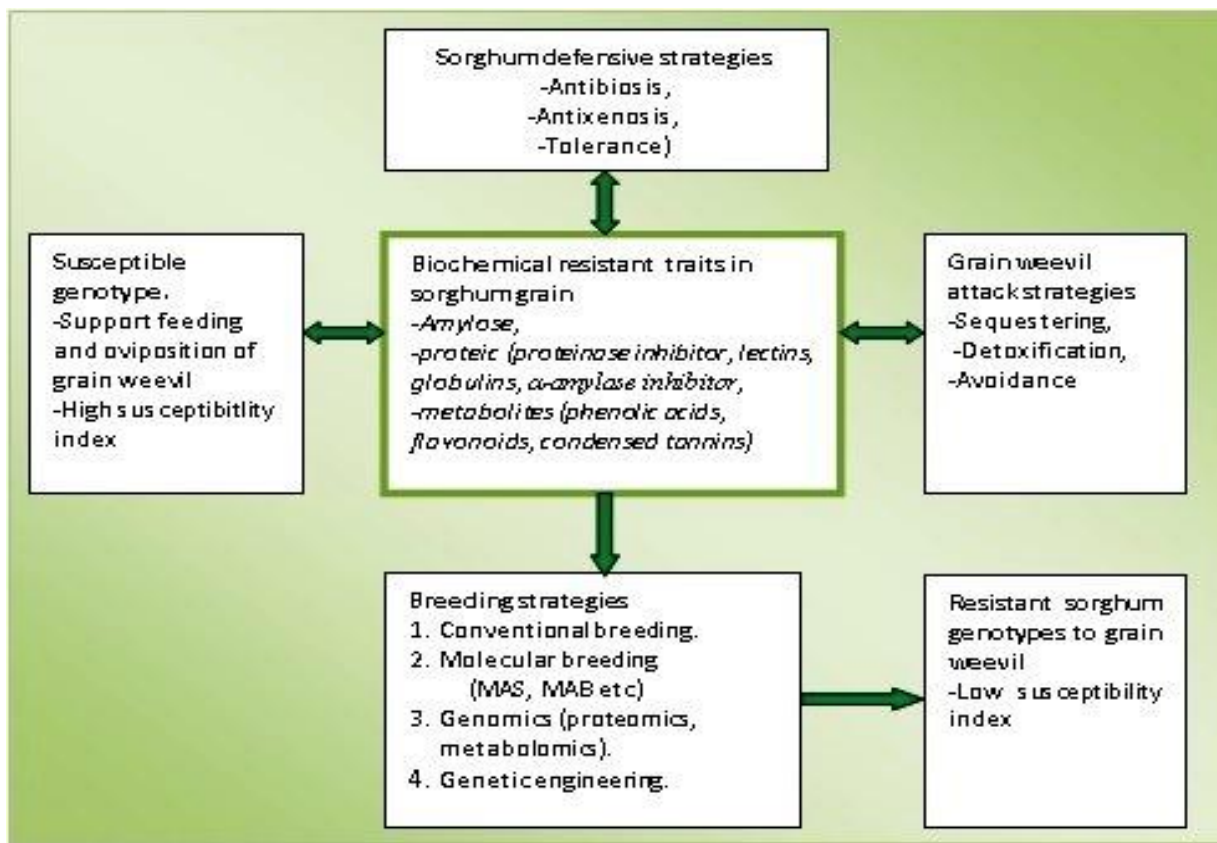 Sorghum defensive strategies
-Antibiosis,
-Antixenosis,
-Tolerance)
Susceptible
genotype.
-Support feeding
and oviposition of
grain weevil
-High susceptibitlity
index
Biochemical resistant traits in
sorghum grain
-Amylose,
-proteic (proteinase inhibitor, lectins,
globulins, α-amylase inhibitor,
-metabolites (phenolic acids,
flavonoids, condensed tannins)
Grain weevil
attack strategies
-Sequestering,
-Detoxification,
-Avoidance
Breeding strategies
1. Conventional breeding.
2. Molecular breeding
(MAS, MAB etc)
3. Genomics (proteomics,
metabolomics).
4. Genetic engineering.
Resistant sorghum
genotypes to grain
weevil
-Low susceptibility
index